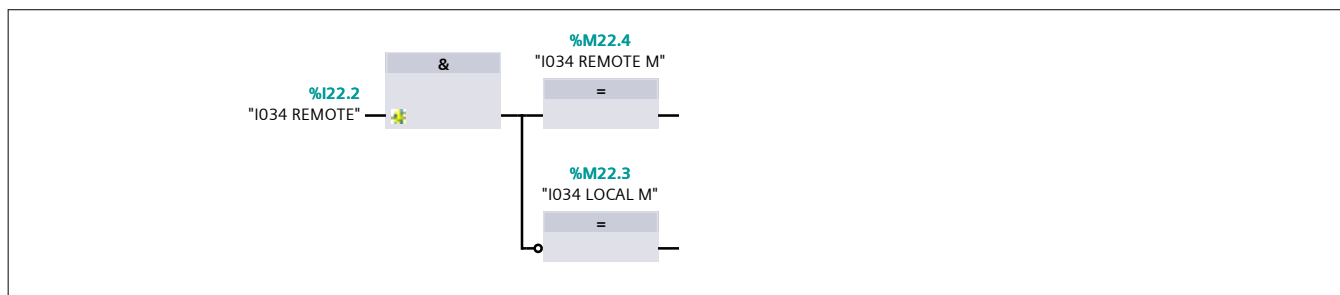 %M22.4
& "I034 REMOTE M"
=
%I22.2
"I034 REMOTE"
%M22.3
"I034 LOCAL M"
=